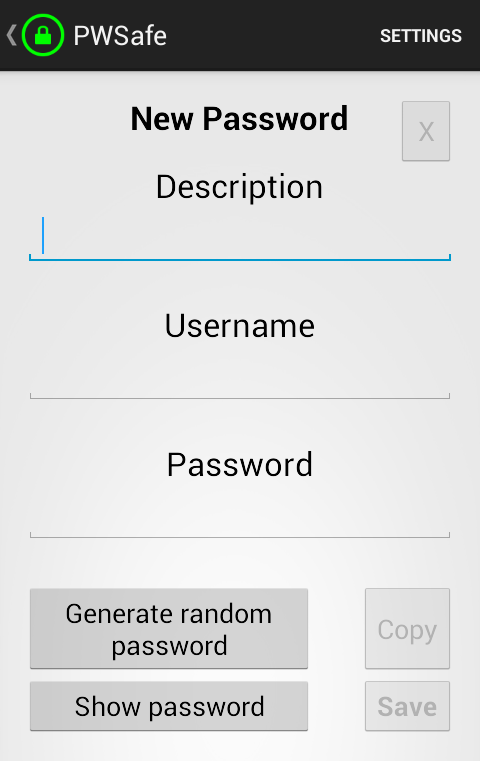 PWSafe
SETTINGS
New Password
X
Description
Username
Password
Generate random
password
Copy
Show password
Save